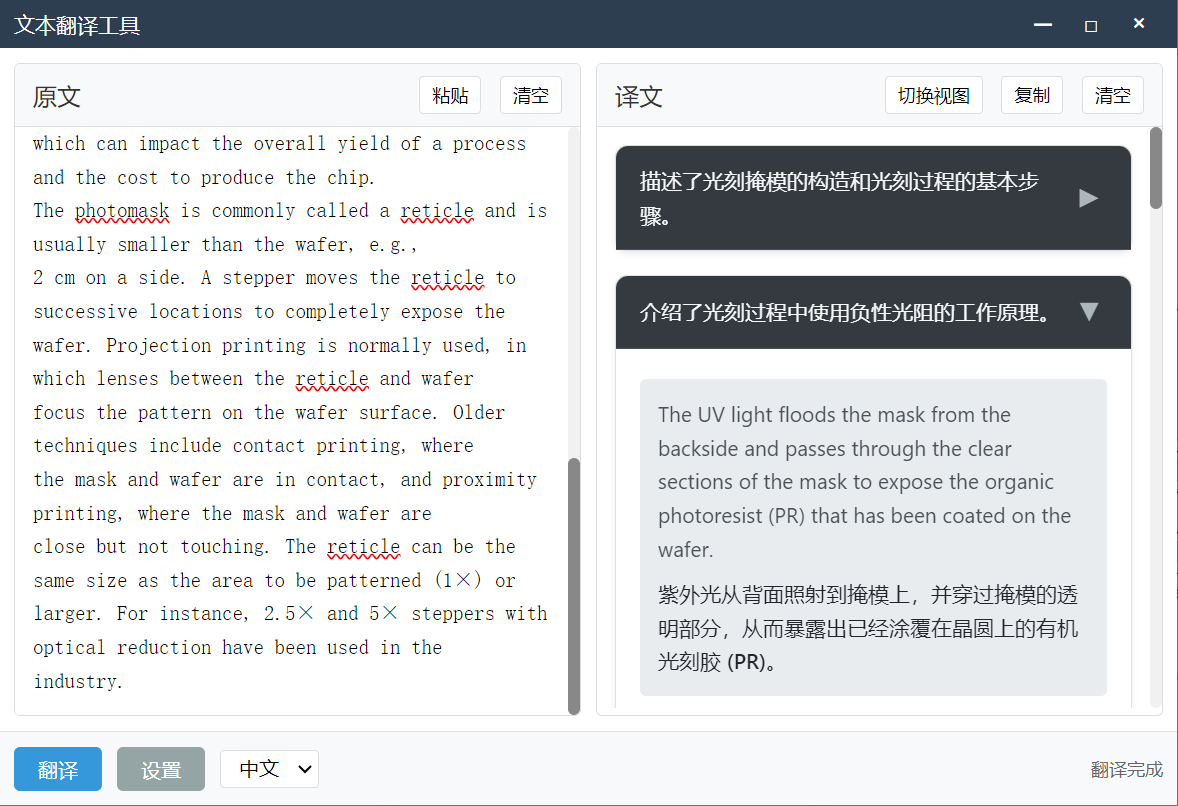 文本翻译工具
原文
粘贴
清空
which can impact the overall yield of a process
and the cost to produce the chip.
The photomask is commonly called a reticle and is
usually smaller than the wafer, e.g.,
2 cm on a side. A stepper moves the reticle to
successive locations to completely expose the
wafer. Projection printing is normally used, in
which lenses between the reticle and wafer
focus the pattern on the wafer surface. Older
techniques include contact printing, where
the mask and wafer are in contact, and proximity
printing, where the mask and wafer are
close but not touching. The reticle can be the
same size as the area to be patterned (1×) or
larger. For instance, 2.5× and 5× steppers with
optical reduction have been used in the
industry.
译文
切换视图
复制
清空
描述了光刻掩模的构造和光刻过程的基本步
骤。
介绍了光刻过程中使用负性光阻的工作原理。
The UV light floods the mask from the
backside and passes through the clear
sections of the mask to expose the organic
photoresist (PR) that has been coated on the
wafer.
紫外光从背面照射到掩模上，并穿过掩模的透
明部分，从而暴露出已经涂覆在晶圆上的有机
光刻胶 (PR)。
翻译
设置
中文
翻译完成